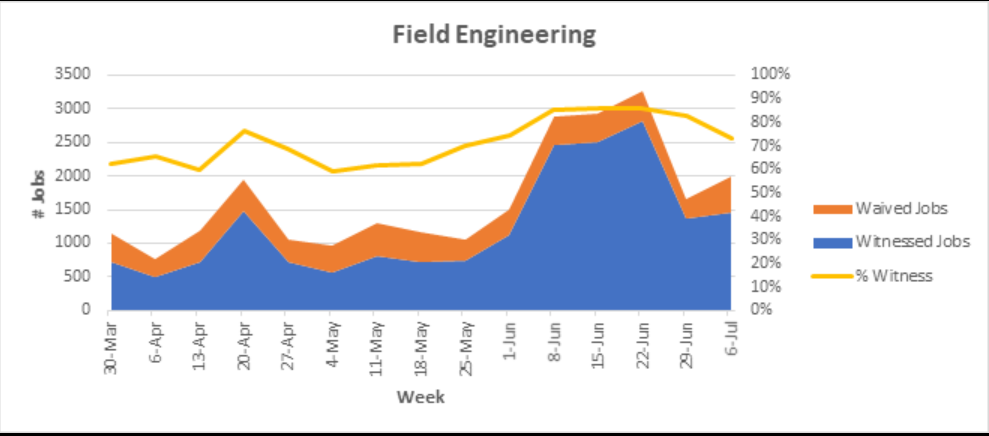 Field Engineering
3500
3000
2500
2000
1500
1000
500
0
# Jobs
100%
90%
80%
70%
60%
50%
40%
30%
20%
10%
0%
30-Mar
6-Apr
13-Apr
20-Apr
27-Apr
4-May
11-May
18-May
25-May
1-Jun
8-Jun
15-Jun
22-Jun
29-Jun
6-Jul
Week
Waived Jobs
Witnessed Jobs
% Witness